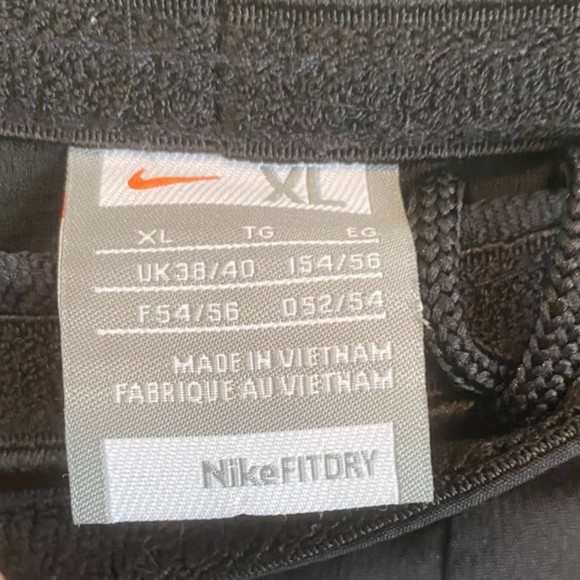 XL
XL TG EG
UK38/40 I54/56
F54/56 D52/54
MADE IN VIETNAM
FABRIQUE AU VIETNAM
NikeFITDRY